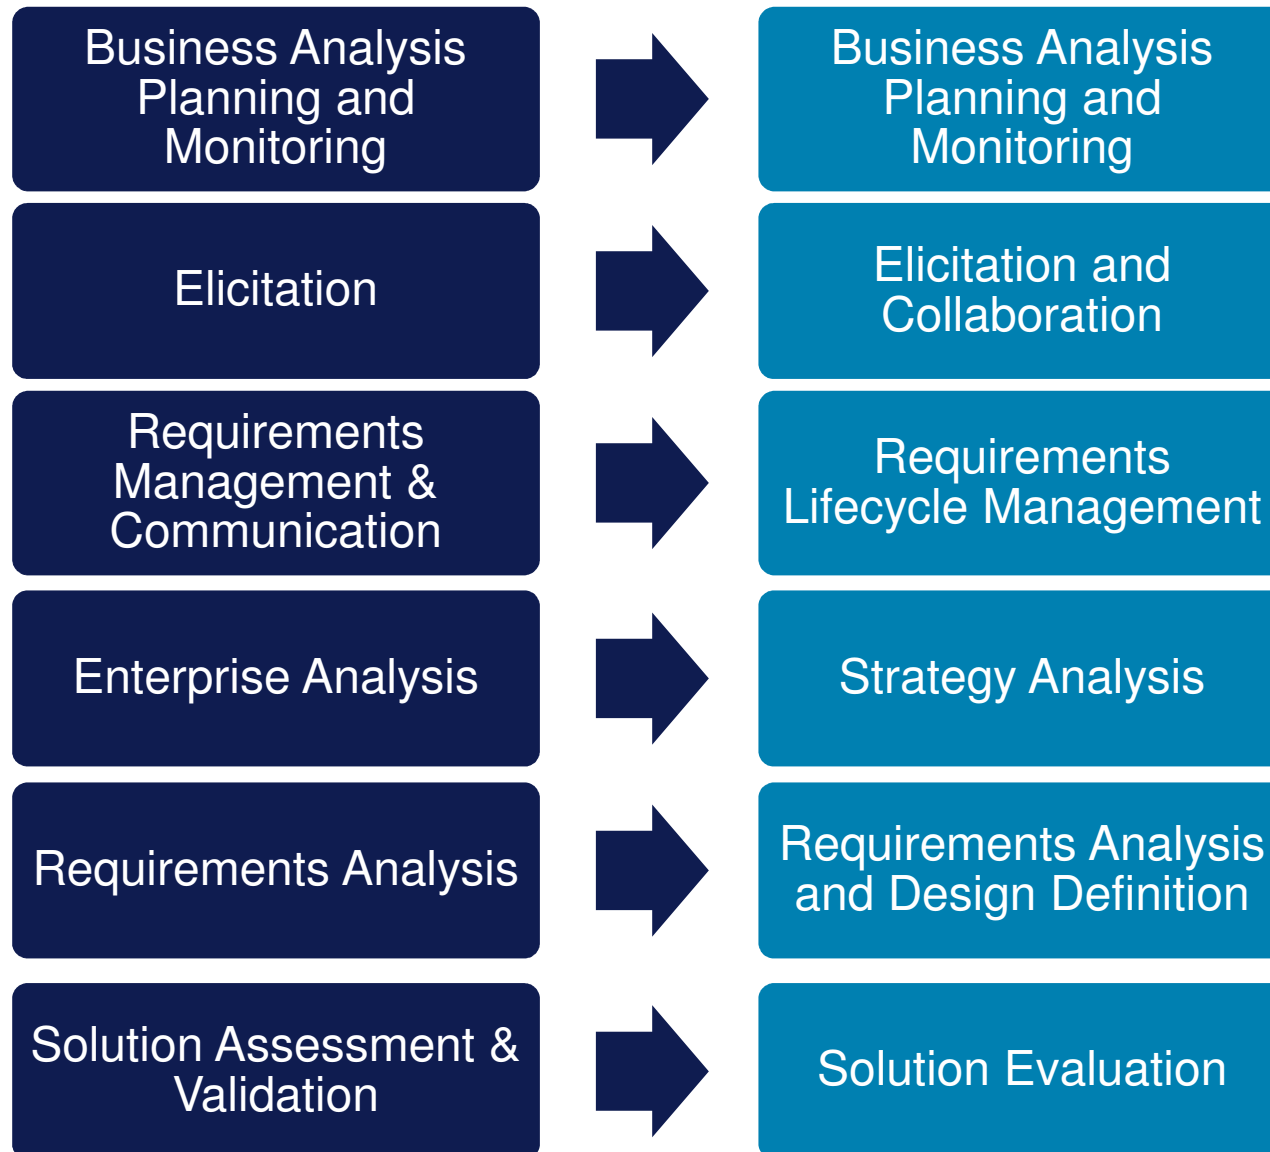 Business Analysis
Planning and
Monitoring
Business Analysis
Planning and
Monitoring
Elicitation
Elicitation and
Collaboration
Requirements
Management &
Communication
Requirements
Lifecycle Management
Enterprise Analysis
Strategy Analysis
Requirements Analysis
Requirements Analysis
and Design Definition
Solution Assessment &
Validation
Solution Evaluation